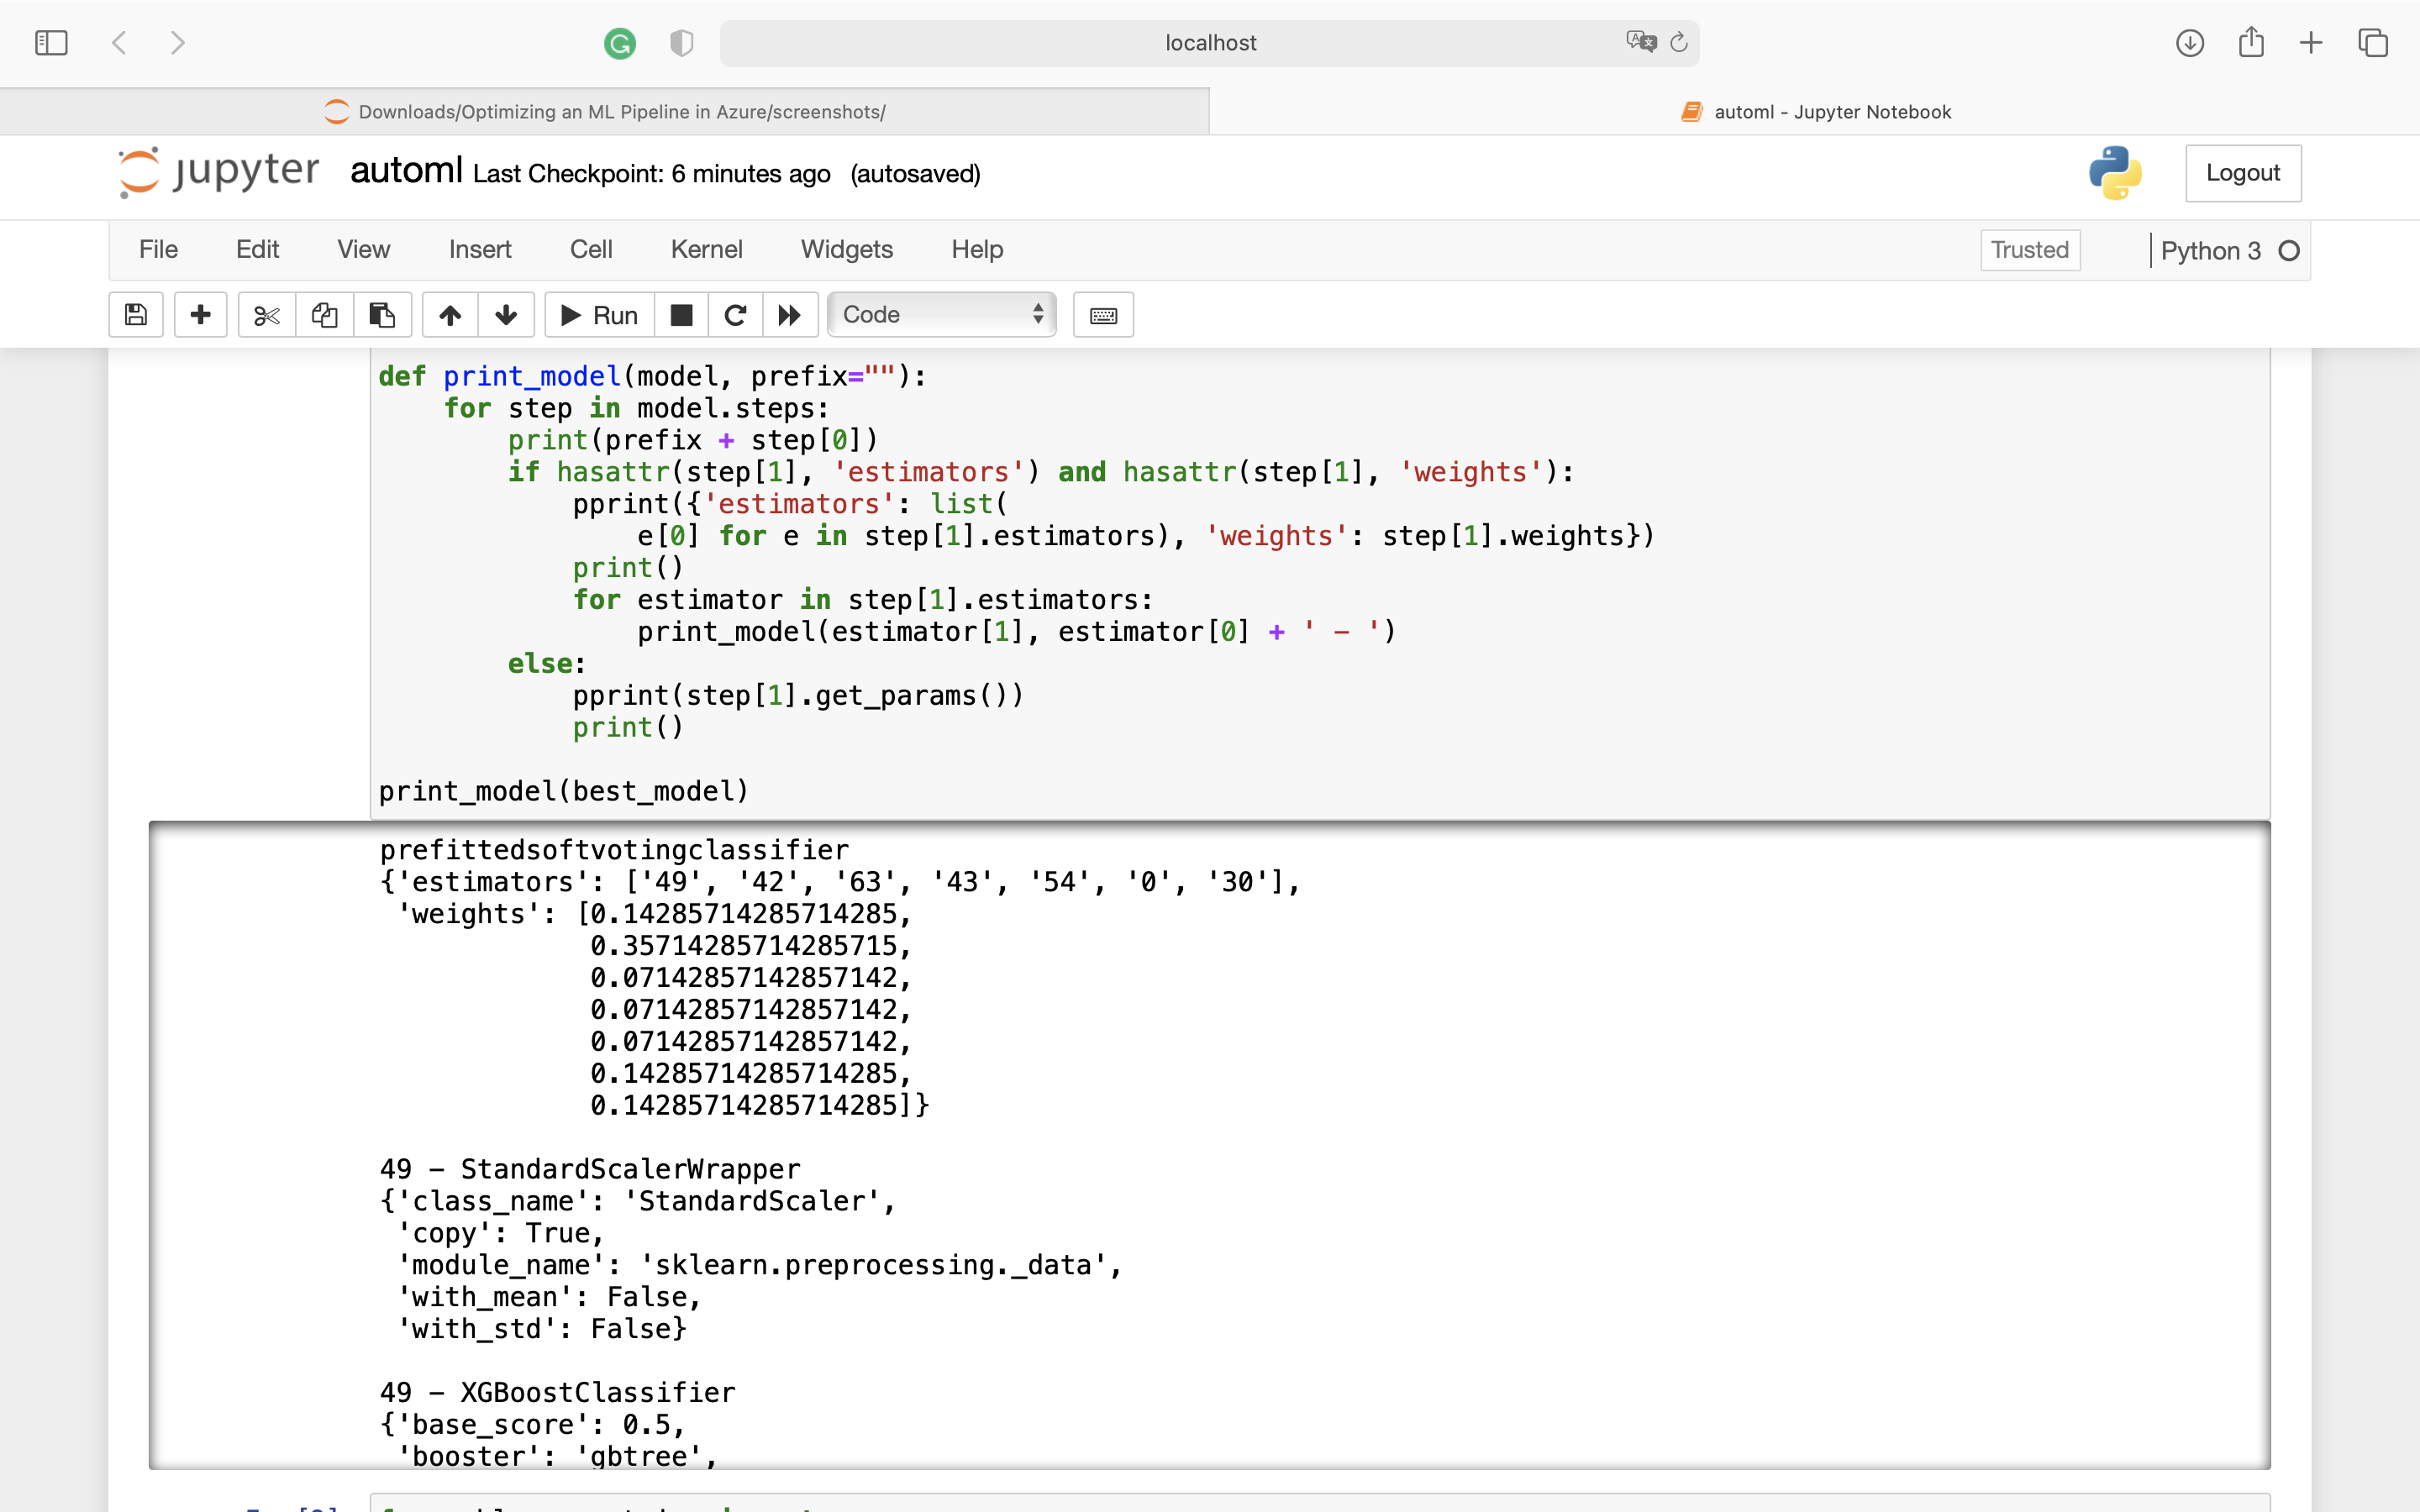 localhost
Downloads/Optimizing an ML Pipeline in Azure/screenshots/
automl - Jupyter Notebook
jupyter automl Last Checkpoint: 6 minutes ago (autosaved)
Logout
File Edit View Insert Cell Kernel Widgets Help
Trusted
Python 3
Run
Code
def print_model(model, prefix=""):
    for step in model.steps:
        print(prefix + step[0])
        if hasattr(step[1], 'estimators') and hasattr(step[1], 'weights'):
            pprint({'estimators': list(
                e[0] for e in step[1].estimators), 'weights': step[1].weights})
            print()
            for estimator in step[1].estimators:
                print_model(estimator[1], estimator[0] + ' - ')
        else:
            pprint(step[1].get_params())
            print()
print_model(best_model)
prefittedsoftvotingclassifier
{'estimators': ['49', '42', '63', '43', '54', '0', '30'],
 'weights': [0.14285714285714285,
             0.35714285714285715,
             0.07142857142857142,
             0.07142857142857142,
             0.07142857142857142,
             0.14285714285714285,
             0.14285714285714285]}
49 - StandardScalerWrapper
{'class_name': 'StandardScaler',
 'copy': True,
 'module_name': 'sklearn.preprocessing._data',
 'with_mean': False,
 'with_std': False}
49 - XGBoostClassifier
{'base_score': 0.5,
 'booster': 'gbtree',